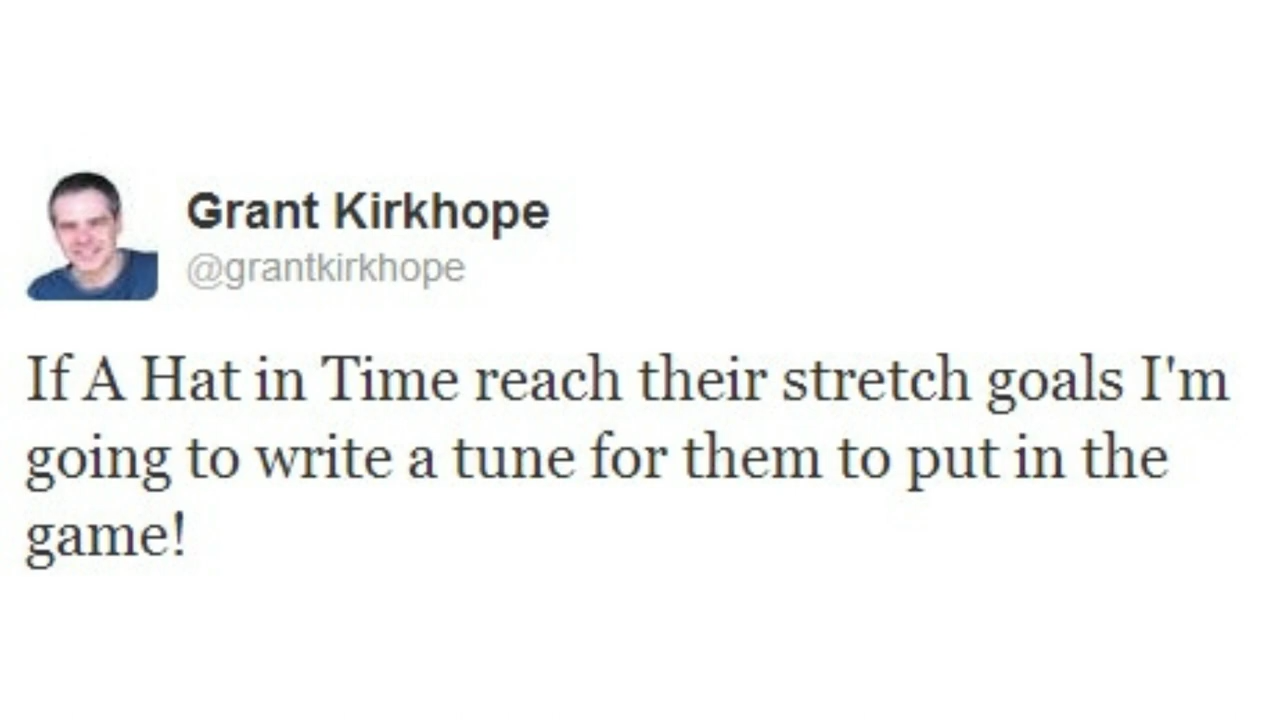 Grant Kirkhope
@grantkirkhope
If A Hat in Time reach their stretch goals I'm
going to write a tune for them to put in the
game!